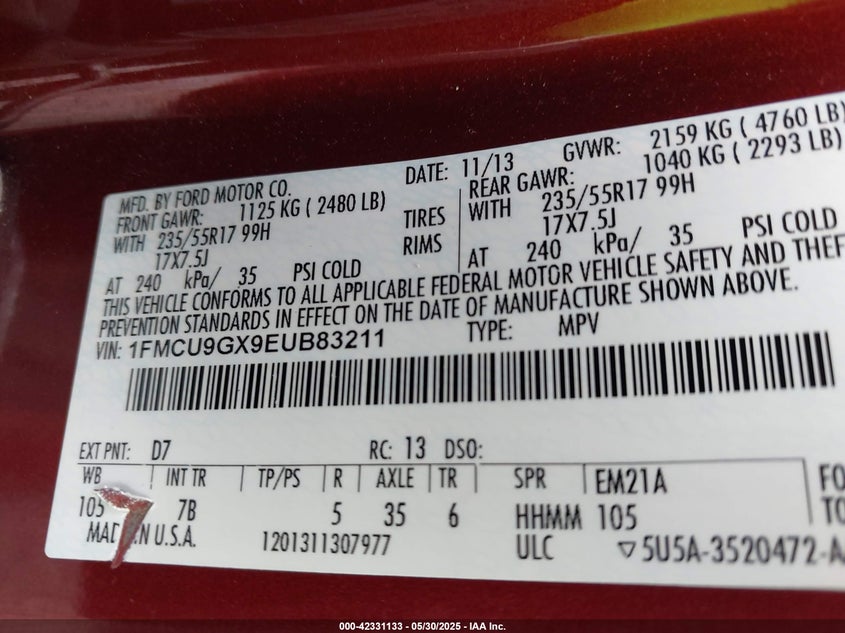 MFD. BY FORD MOTOR CO. DATE: 11/13 GVWR: 2159 KG ( 4760 LB)
FRONT GAWR: 1125 KG ( 2480 LB) REAR GAWR: 1040 KG ( 2293 LB)
WITH 235/55R17 99H TIRES WITH 235/55R17 99H
17X7.5J RIMS 17X7.5J
AT 240 kPa/ 35 PSI COLD AT 240 kPa/ 35 PSI COLD
THIS VEHICLE CONFORMS TO ALL APPLICABLE FEDERAL MOTOR VEHICLE SAFETY AND THEF
PREVENTION STANDARDS IN EFFECT ON THE DATE OF MANUFACTURE SHOWN ABOVE.
VIN: 1FMCU9GX9EUB83211 TYPE: MPV
EXT PNT: D7 RC: 13 DSO:
WB INT TR TP/PS R AXLE TR SPR EM21A FO
105 7B 5 35 6 HHMM 105 TO
MADE IN U.S.A. 1201311307977 ULC ▽5U5A-3520472-A
000-42331133 - 05/30/2025 - IAA Inc.